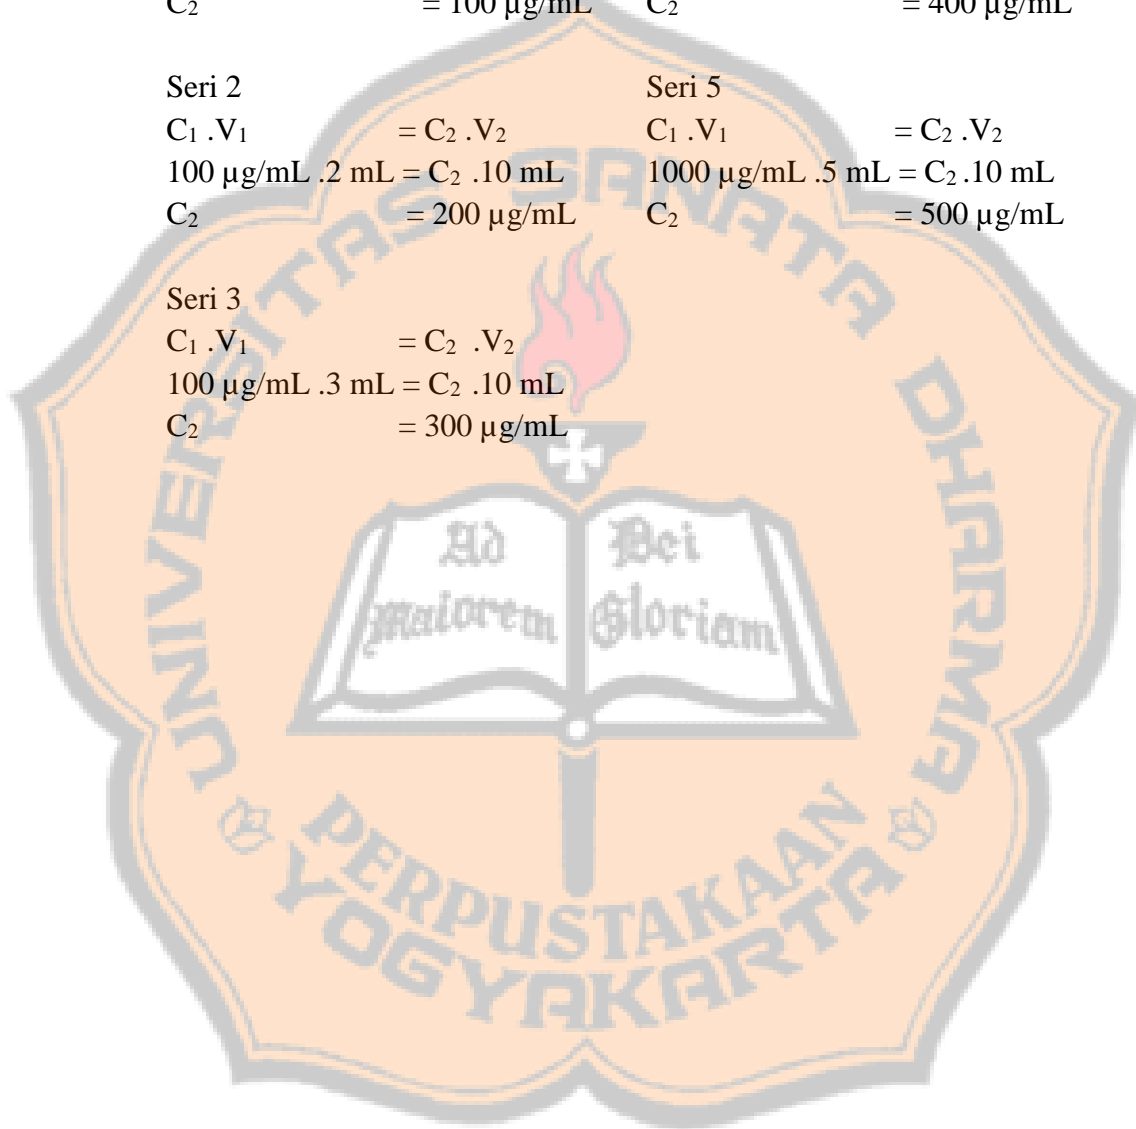 C₂ = 100 µg/mL C₂ = 400 µg/mL
Seri 2
C₁ .V₁ = C₂ .V₂
100 µg/mL .2 mL = C₂ .10 mL
C₂ = 200 µg/mL
Seri 5
C₁ .V₁ = C₂ .V₂
1000 µg/mL .5 mL = C₂ .10 mL
C₂ = 500 µg/mL
Seri 3
C₁ .V₁ = C₂ .V₂
100 µg/mL .3 mL = C₂ .10 mL
C₂ = 300 µg/mL
UNIVERSITAS SANATA DHARMA
Ad Maiorem
Dei Gloriam
PERPUSTAKAAN
YOGYAKARTA